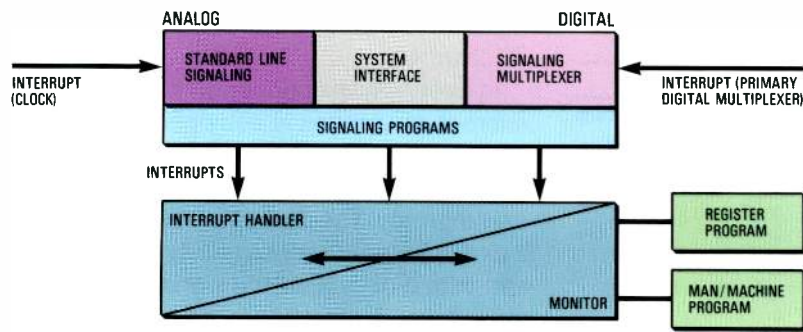 ANALOG
DIGITAL
STANDARD LINE
SIGNALING
SYSTEM
INTERFACE
SIGNALING
MULTIPLEXER
INTERRUPT
(CLOCK)
INTERRUPT (PRIMARY
DIGITAL MULTIPLEXER)
SIGNALING PROGRAMS
INTERRUPTS
INTERRUPT HANDLER
MONITOR
REGISTER
PROGRAM
MAN/MACHINE
PROGRAM